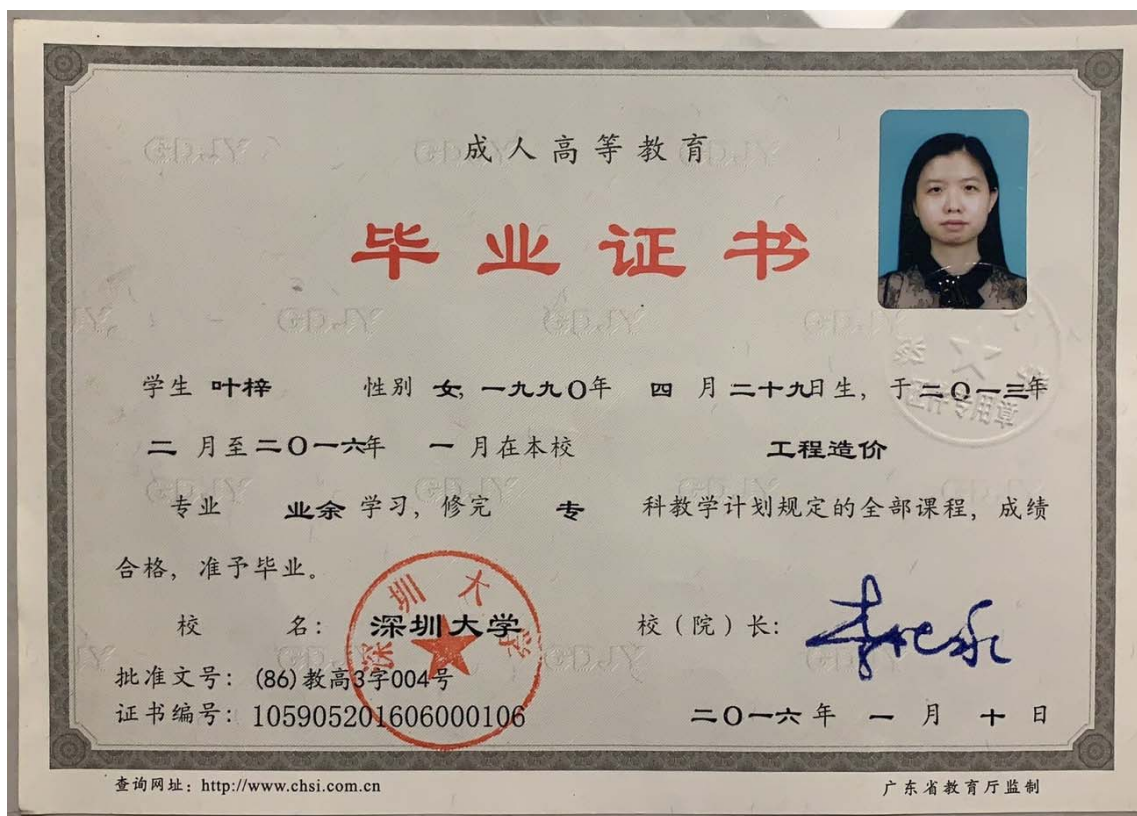 成人高等教育
毕业证书
学生 叶梓 性别 女, 一九九〇年 四 月 二十九日生, 于 二〇一三年
二 月至 二〇一六年 一 月在本校 工程造价
专业 业余 学习, 修完 专 科教学计划规定的全部课程, 成绩
合格, 准予毕业。
校 名: 深圳大学 校(院)长:
深圳大学
批准文号: (86)教高3字004号
证书编号: 105905201606000106 二〇一六年 一 月 十 日
查询网址: http://www.chsi.com.cn 广东省教育厅监制